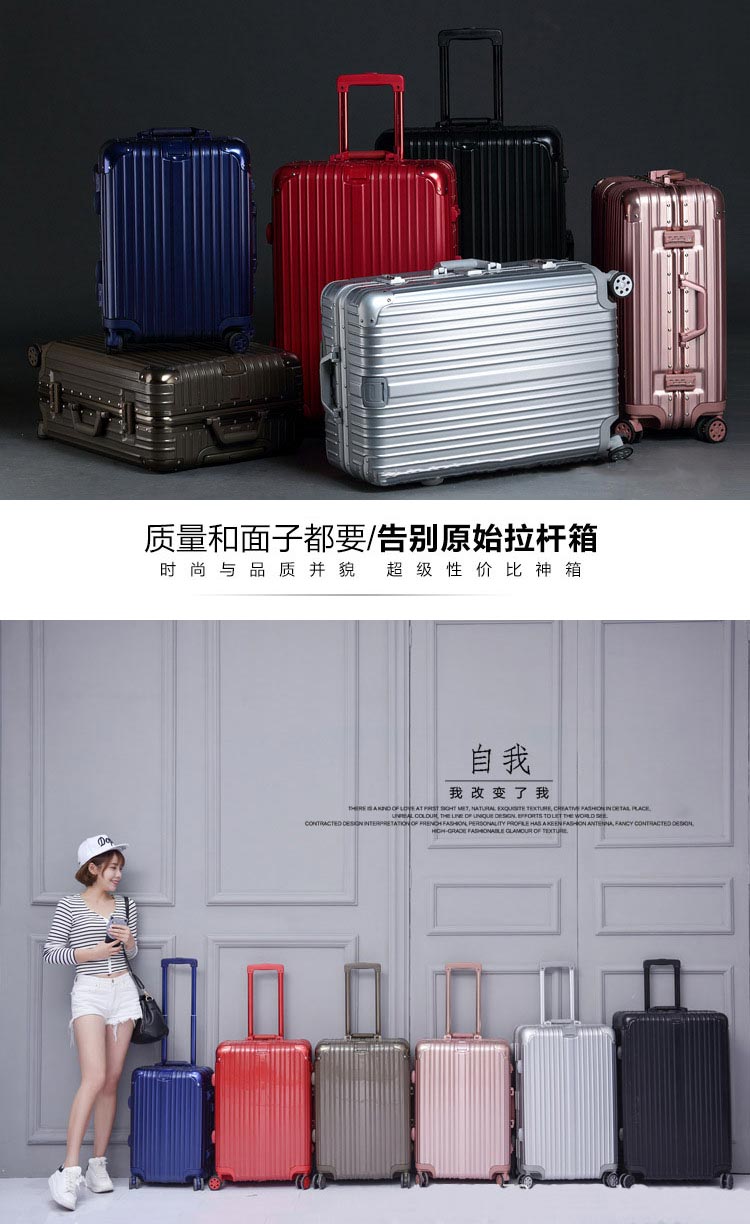 质量和面子都要/告别原始拉杆箱
时尚与品质并貌 超级性价比神箱
自我
我改变了我
THERE IS A KIND OF LOVE AT FIRST SIGHT MET, NATURAL EXQUISITE TEXTURE, CREATIVE FASHION IN DETAIL PLACE,
UNREAL COLOUR, THE LINE OF UNIQUE DESIGN, EFFORTS TO LET THE WORLD SEE.
CONTRACTED DESIGN INTERPRETATION OF FRENCH FASHION, PERSONALITY PROFILE HAS A KEEN FASHION ANTENNA, FANCY CONTRACTED DESIGN,
HIGH-GRADE FASHIONABLE GLAMOUR OF TEXTURE.